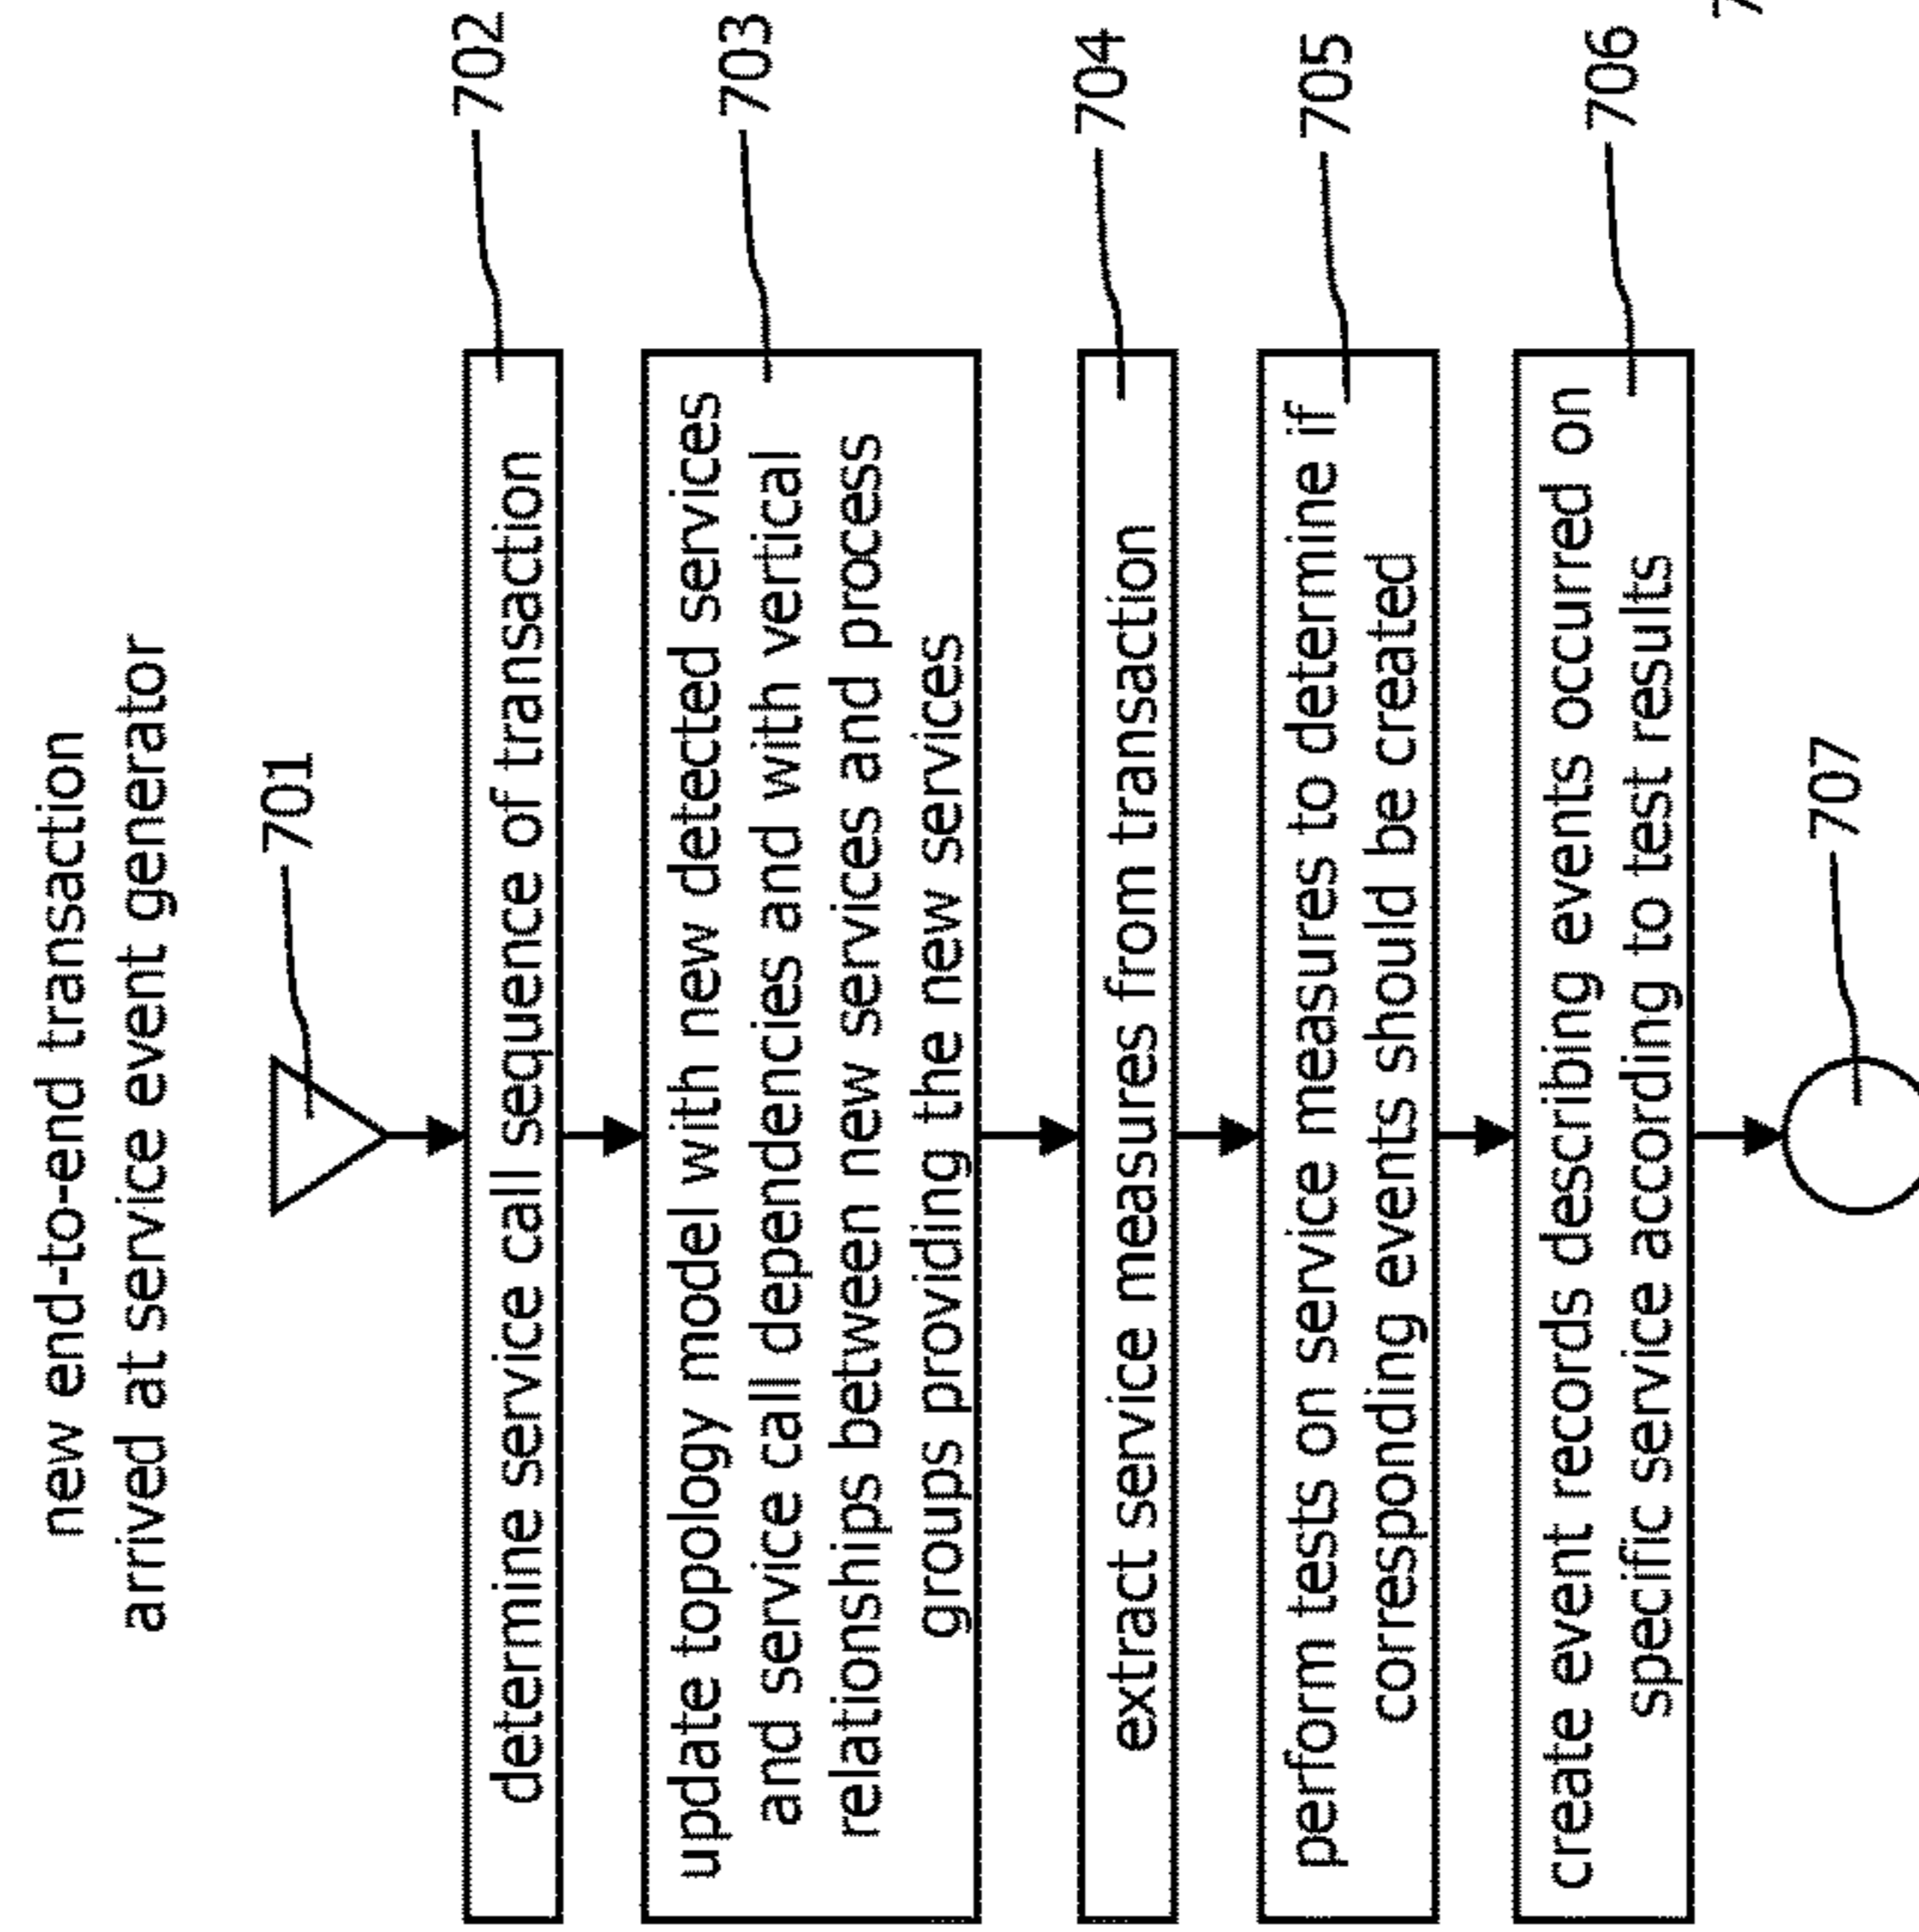 new end-to-end transaction
arrived at service event generator
701
702
determine service call sequence of transaction
703
update topology model with new detected services
and service call dependencies and with vertical
relationships between new services and process
groups providing the new services
704
extract service measures from transaction
705
perform tests on service measures to determine if
corresponding events should be created
706
create event records describing events occurred on
specific service according to test results
707
7